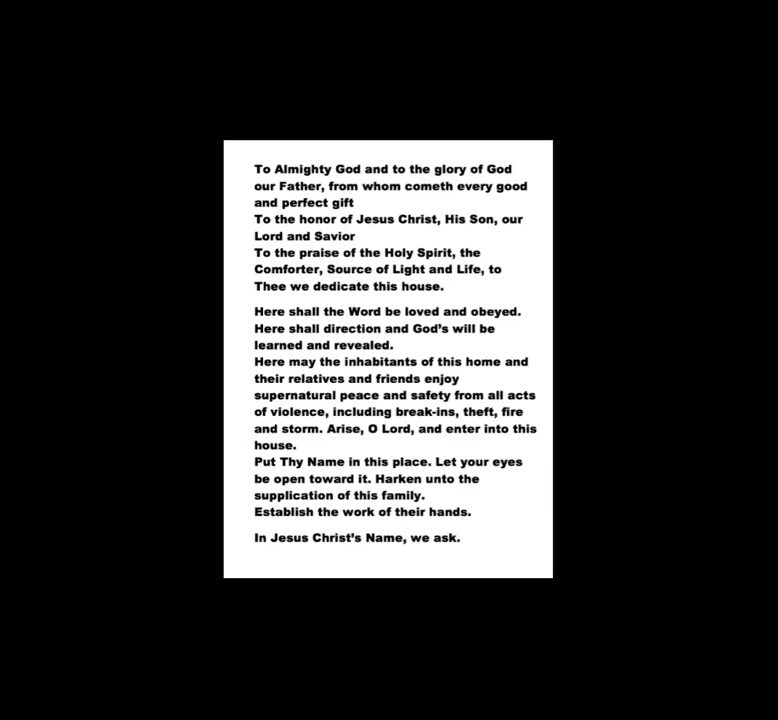 To Almighty God and to the glory of God
our Father, from whom cometh every good
and perfect gift
To the honor of Jesus Christ, His Son, our
Lord and Savior
To the praise of the Holy Spirit, the
Comforter, Source of Light and Life, to
Thee we dedicate this house.
Here shall the Word be loved and obeyed.
Here shall direction and God's will be
learned and revealed.
Here may the inhabitants of this home and
their relatives and friends enjoy
supernatural peace and safety from all acts
of violence, including break-ins, theft, fire
and storm. Arise, O Lord, and enter into this
house.
Put Thy Name in this place. Let your eyes
be open toward it. Harken unto the
supplication of this family.
Establish the work of their hands.
In Jesus Christ's Name, we ask.